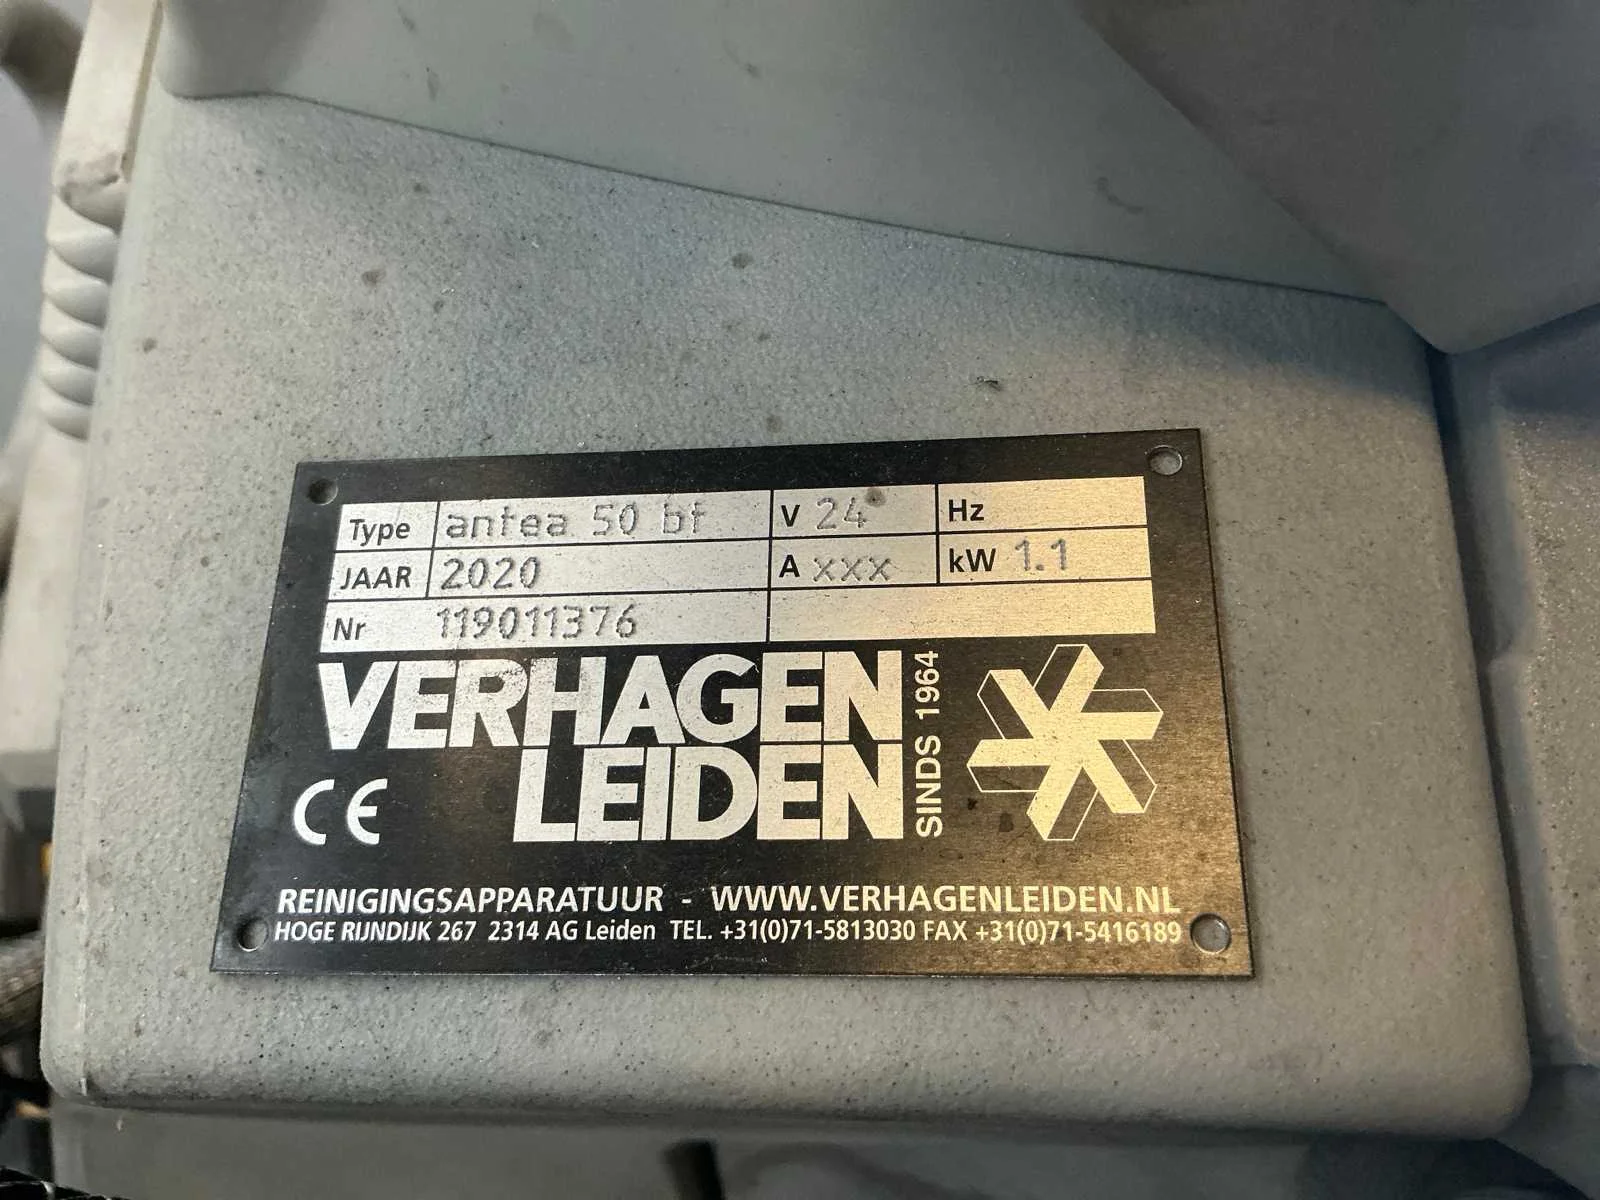 Type antea 50 bt V 24 Hz
JAAR 2020 A xxx kW 1.1
Nr 119011376
VERHAGEN
LEIDEN
SINDS 1964
CE
REINIGINGSAPPARATUUR - WWW.VERHAGENLEIDEN.NL
HOGE RIJNDIJK 267 2314 AG Leiden TEL. +31(0)71-5813030 FAX +31(0)71-5416189